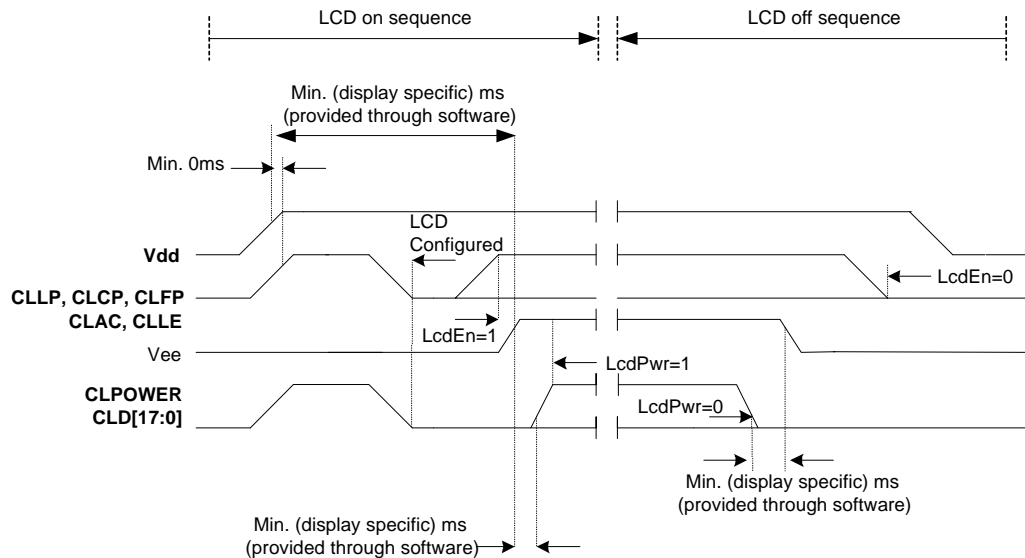 LCD on sequence
LCD off sequence
Min. (display specific) ms
(provided through software)
Min. 0ms
LCD
Configured
Vdd
LcdEn=0
CLLP, CLCP, CLFP
CLAC, CLLE
LcdEn=1
Vee
LcdPwr=1
CLPOWER
CLD[17:0]
LcdPwr=0
Min. (display specific) ms
(provided through software)
Min. (display specific) ms
(provided through software)